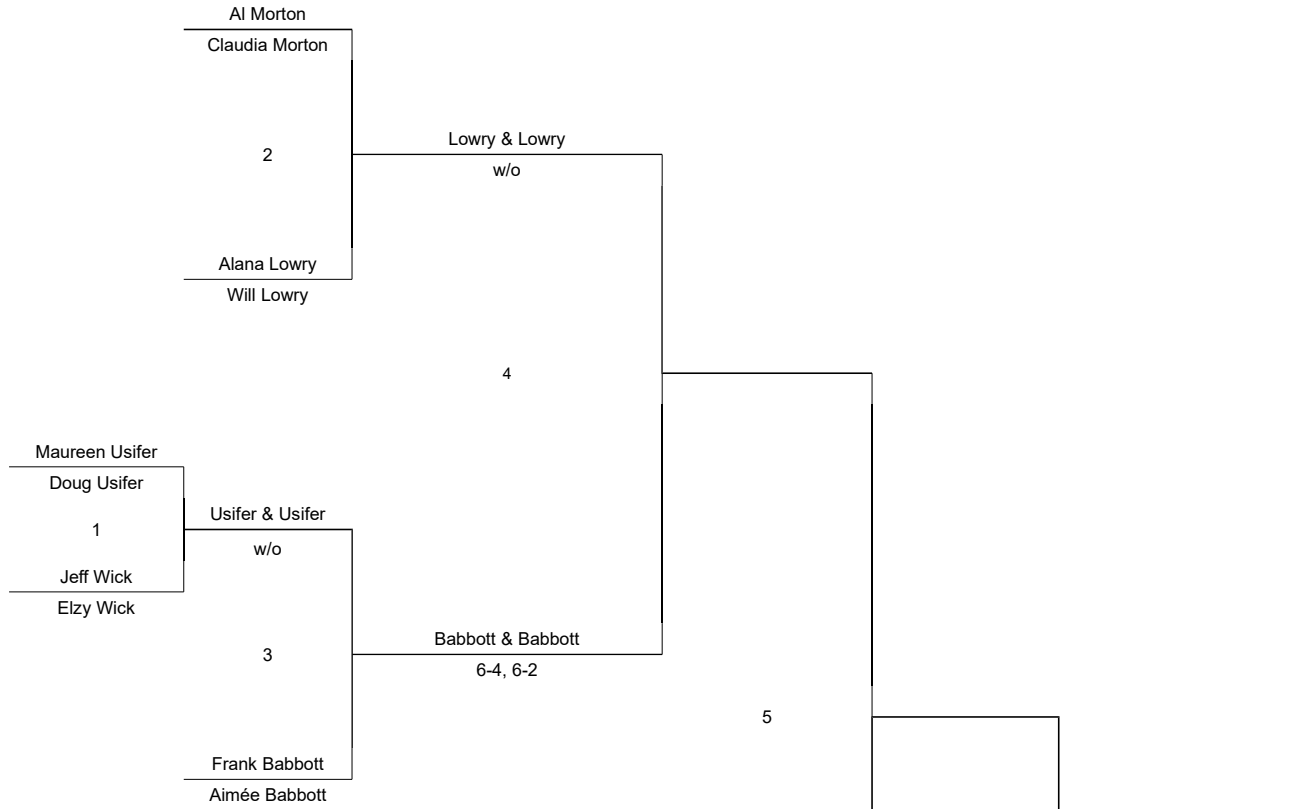 Al Morton
Claudia Morton
Lowry & Lowry
2
w/o
Alana Lowry
Will Lowry
4
Maureen Usifer
Doug Usifer
Usifer & Usifer
1
w/o
Jeff Wick
Elzy Wick
Babbott & Babbott
3
6-4, 6-2
5
Frank Babbott
Aimée Babbott